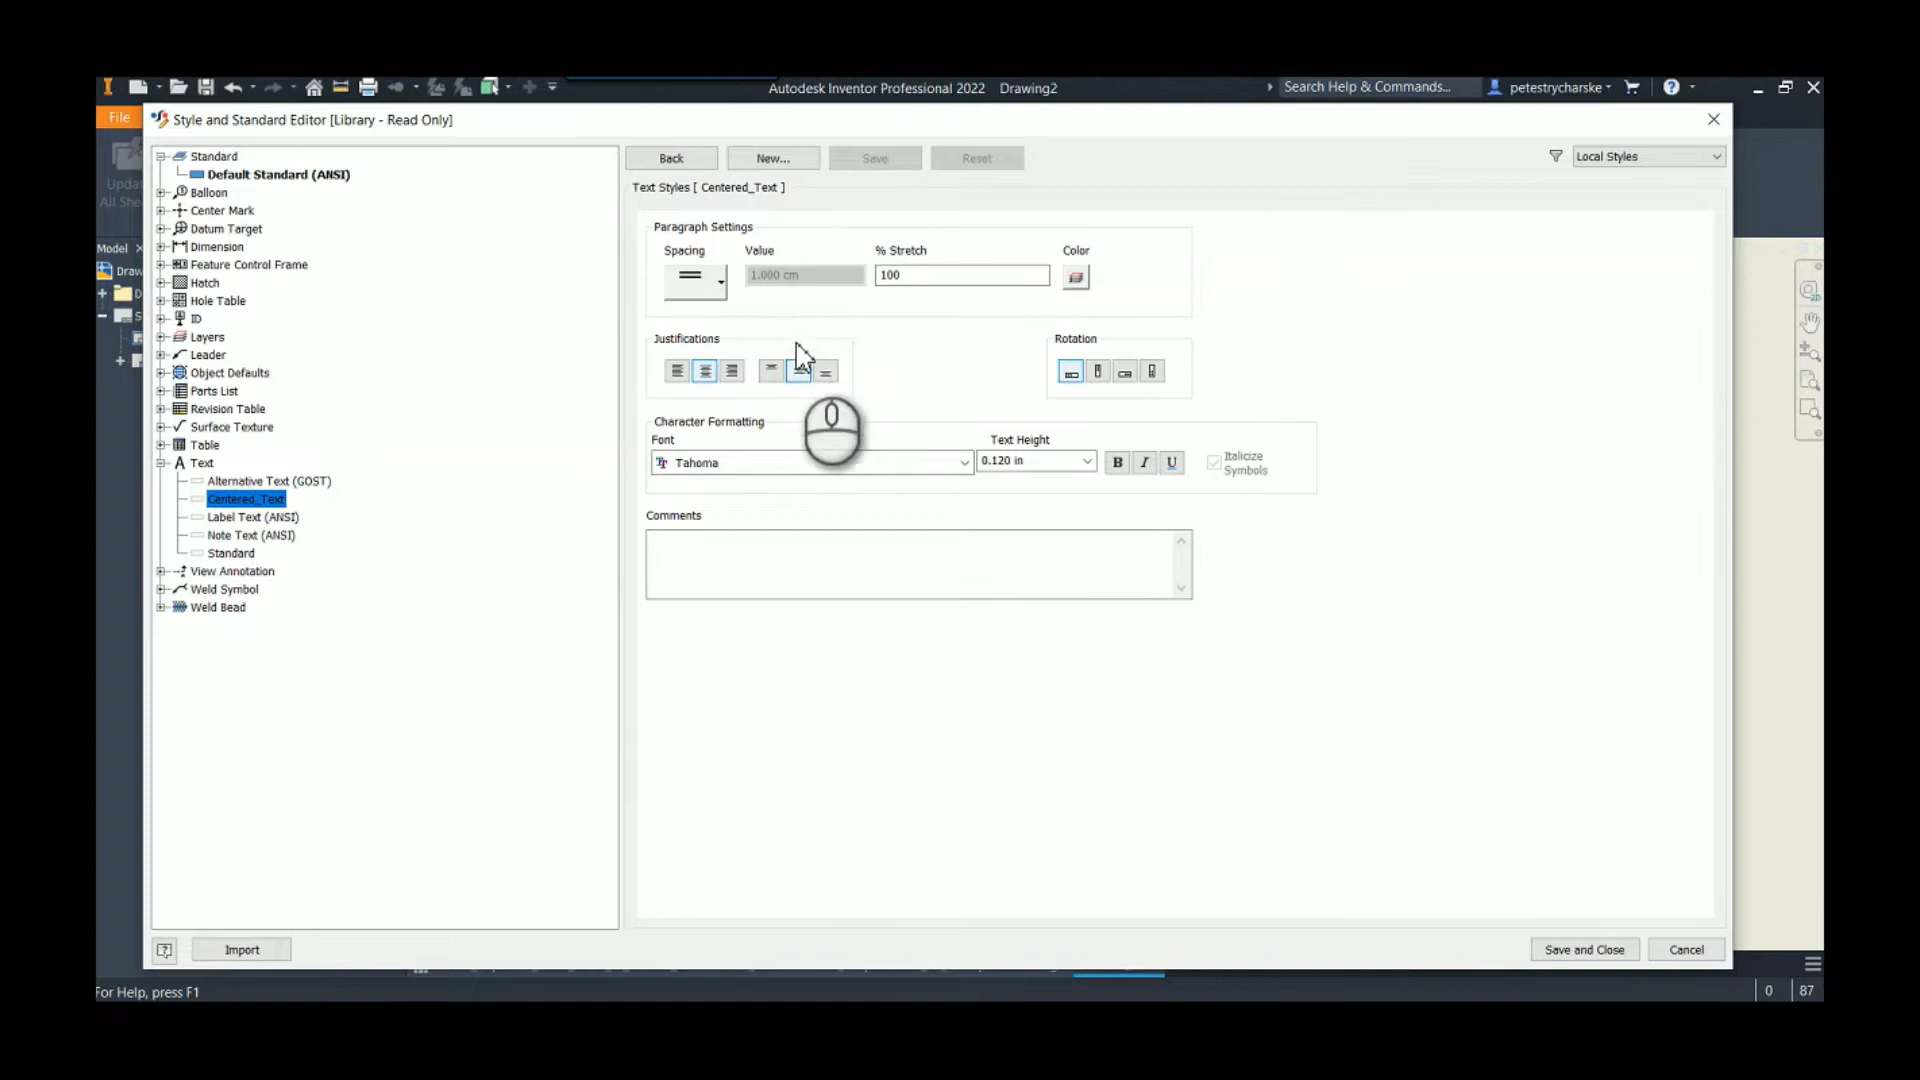 Autodesk Inventor Professional 2022 Drawing2
Search Help & Commands...
petestrycharske
File
Style and Standard Editor [Library - Read Only]
All She
Model
Draw
Standard
Default Standard (ANSI)
Balloon
Center Mark
Datum Target
Dimension
Feature Control Frame
Hatch
Hole Table
ID
Layers
Leader
Object Defaults
Parts List
Revision Table
Surface Texture
Table
Text
Alternative Text (GOST)
Centered_Text
Label Text (ANSI)
Note Text (ANSI)
Standard
View Annotation
Weld Symbol
Weld Bead
Back
New...
Save
Reset
Local Styles
Text Styles [ Centered_Text ]
Paragraph Settings
Spacing
Value
% Stretch
Color
1.000 cm
100
Justifications
Rotation
Character Formatting
Font
Text Height
Tahoma
0.120 in
B
I
U
Italicize
Symbols
Comments
Import
Save and Close
Cancel
For Help, press F1
0
87